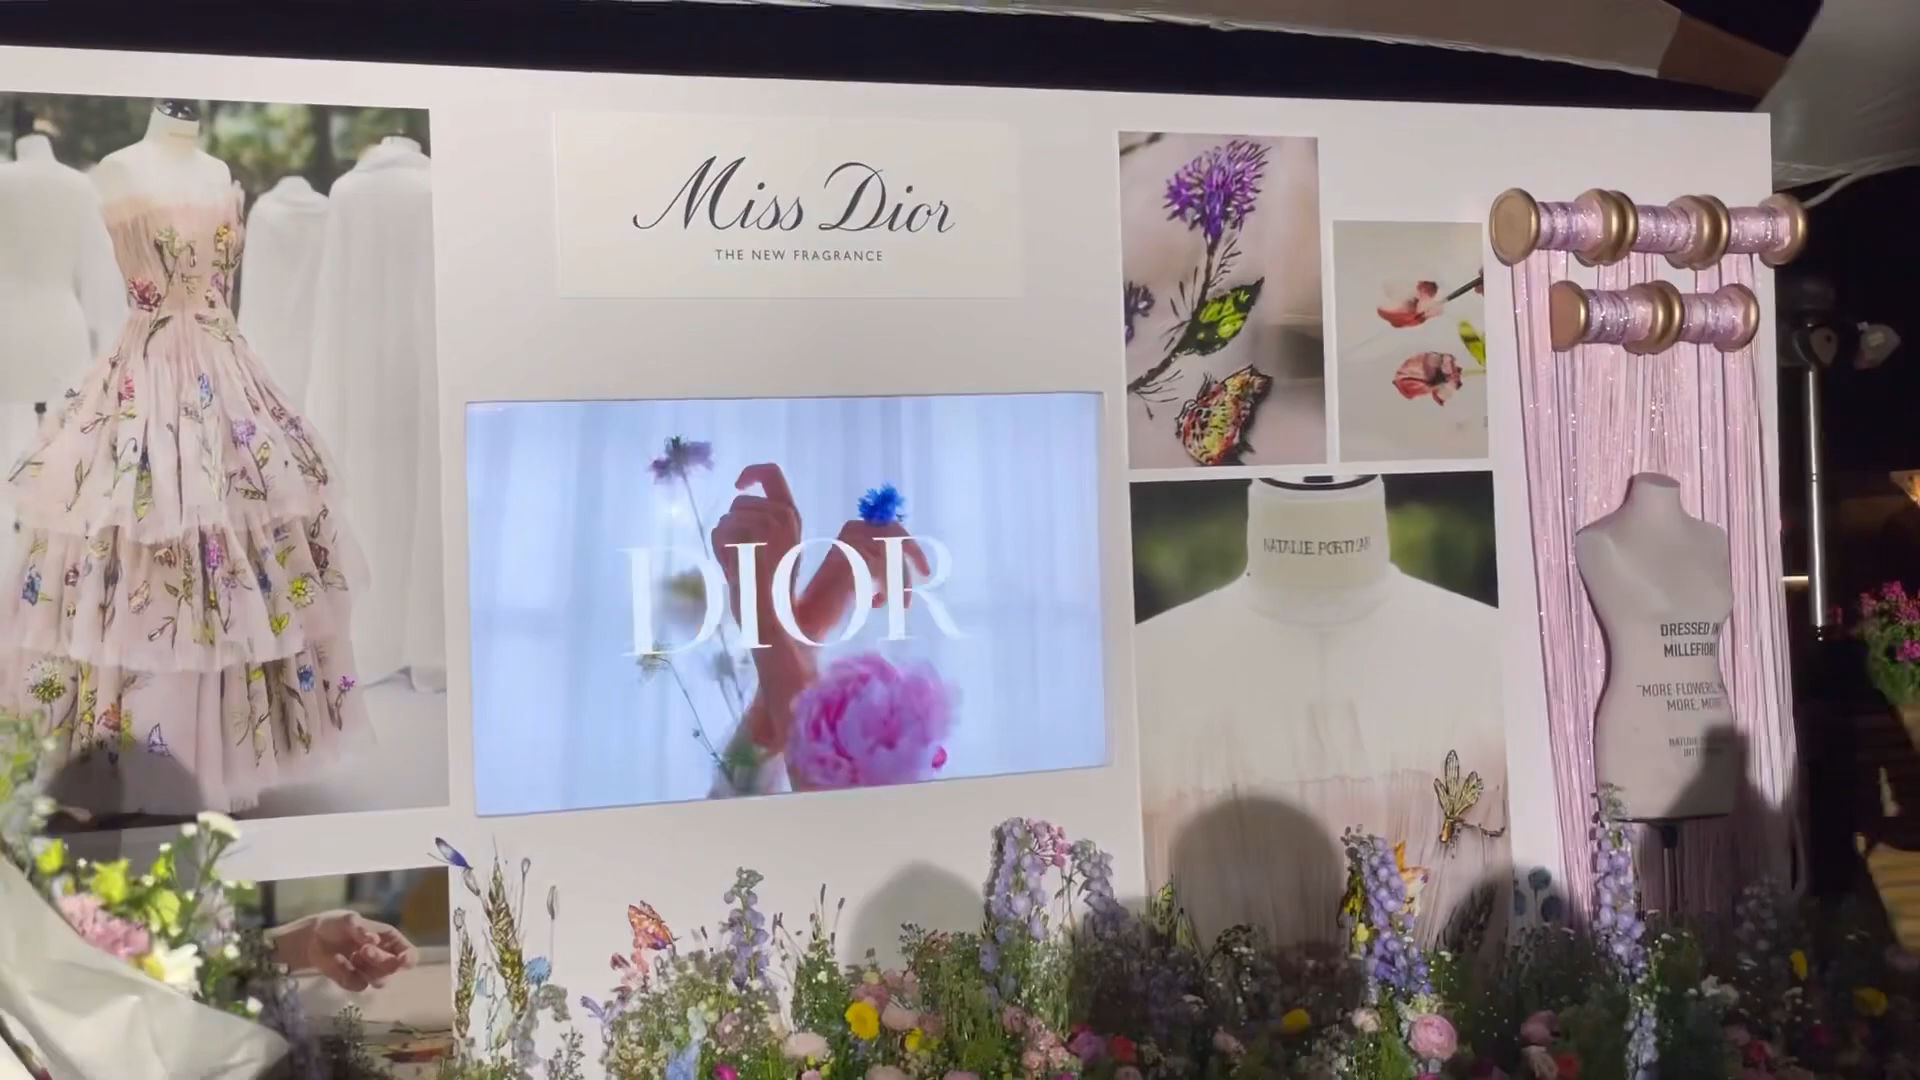 Miss Dior
THE NEW FRAGRANCE
DIOR
NATALIE PORTMAN
DRESSED IN
MILLEFIORI
"MORE FLOWERS,
MORE, MORE